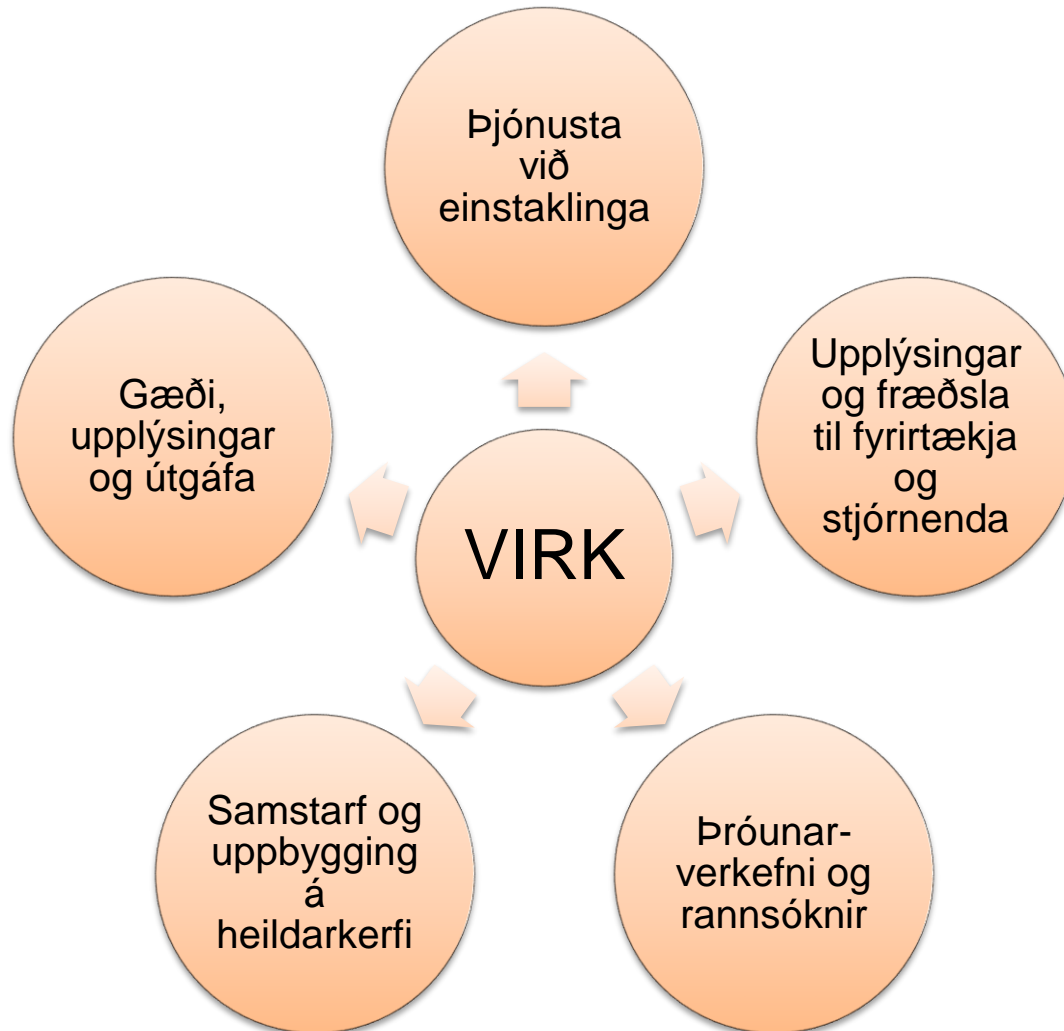 Þjónusta
við
einstaklinga
Upplýsingar
og fræðsla
til fyrirtækja
og
stjórnenda
Gæði,
upplýsingar
og útgáfa
VIRK
Samstarf og
uppbygging
á
heildarkerfi
Þróunar-
verkefni og
rannsóknir